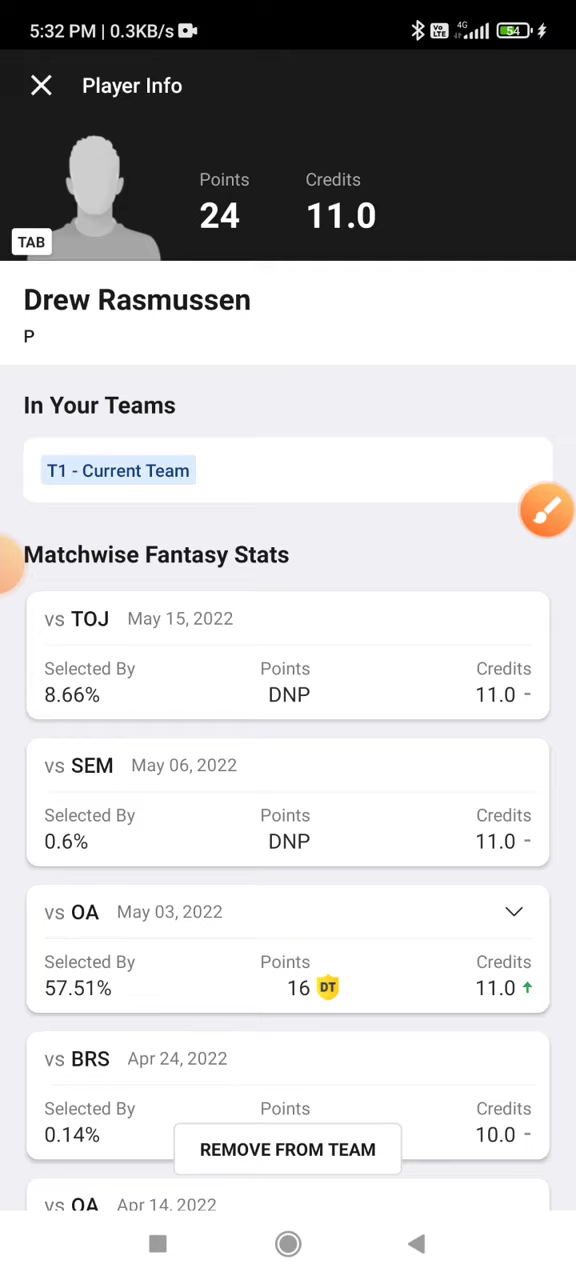 5:32 PM | 0.3KB/s 4G 54
Player Info
Points Credits
24 11.0
TAB
Drew Rasmussen
P
In Your Teams
T1 - Current Team
Matchwise Fantasy Stats
vs TOJ May 15, 2022
Selected By Points Credits
8.66% DNP 11.0 -
vs SEM May 06, 2022
Selected By Points Credits
0.6% DNP 11.0 -
vs OA May 03, 2022
Selected By Points Credits
57.51% 16 DT 11.0
vs BRS Apr 24, 2022
Selected By Points Credits
0.14% 10.0 -
REMOVE FROM TEAM
vs OA Apr 14, 2022